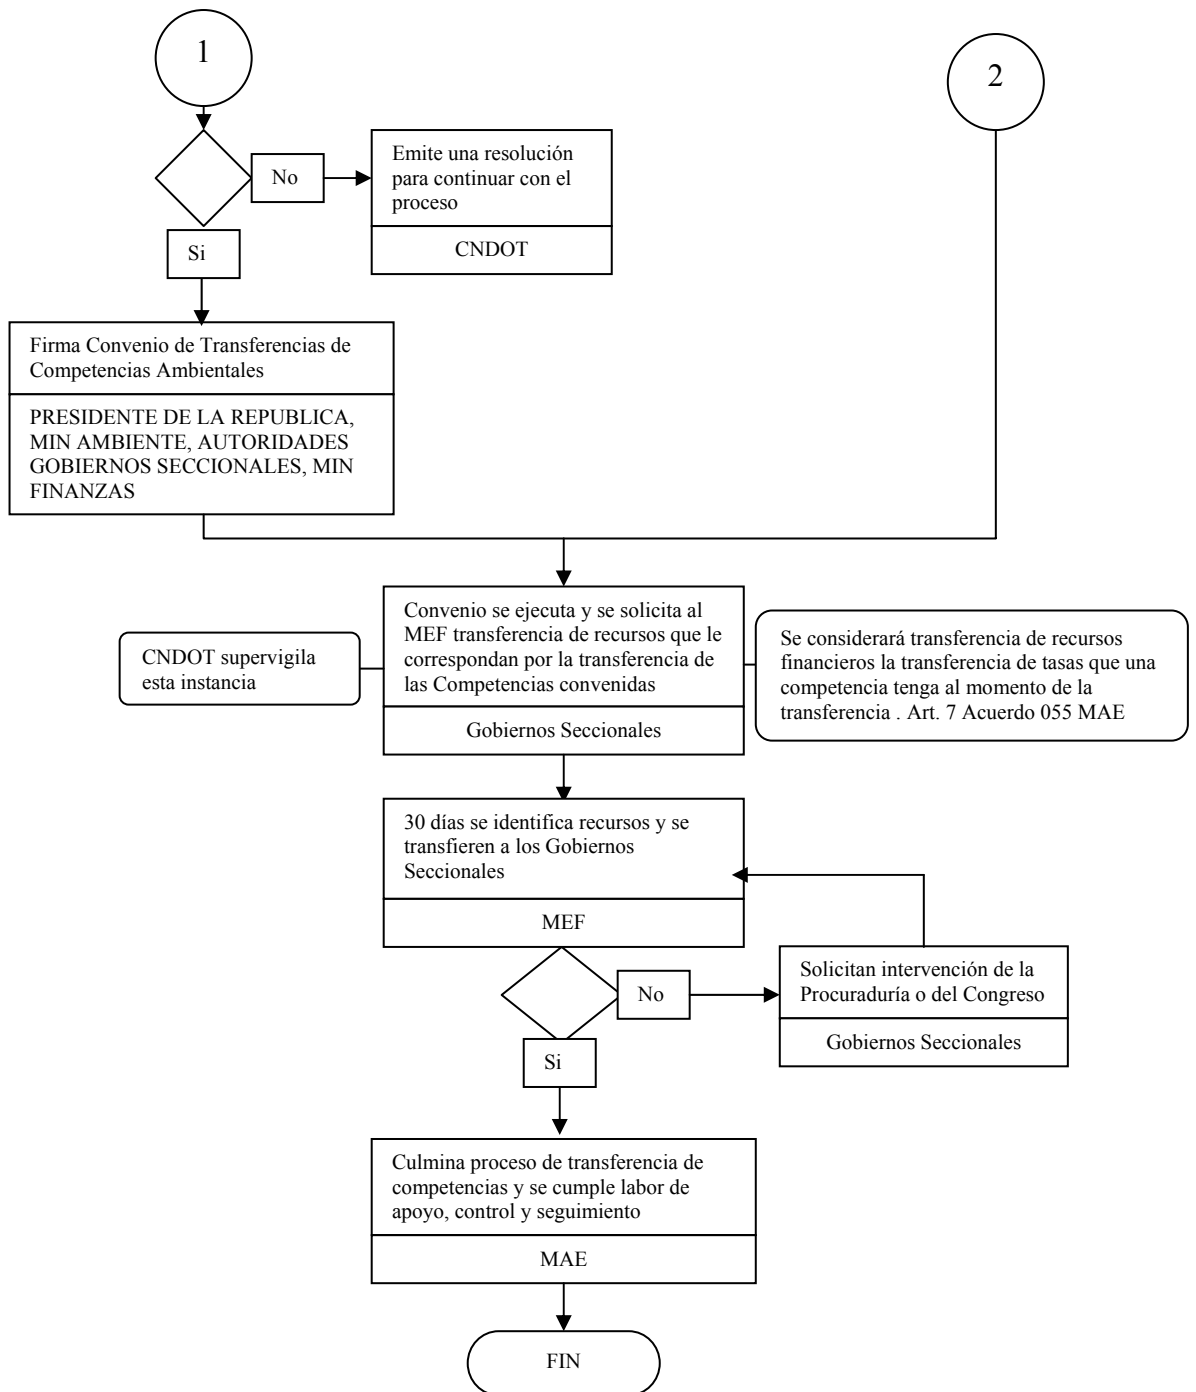 1
2
No
Emite una resolución
para continuar con el
proceso
CNDOT
Si
Firma Convenio de Transferencias de
Competencias Ambientales
PRESIDENTE DE LA REPUBLICA,
MIN AMBIENTE, AUTORIDADES
GOBIERNOS SECCIONALES, MIN
FINANZAS
CNDOT supervigila
esta instancia
Convenio se ejecuta y se solicita al
MEF transferencia de recursos que le
correspondan por la transferencia de
las Competencias convenidas
Gobiernos Seccionales
Se considerará transferencia de recursos
financieros la transferencia de tasas que una
competencia tenga al momento de la
transferencia . Art. 7 Acuerdo 055 MAE
30 días se identifica recursos y se
transfieren a los Gobiernos
Seccionales
MEF
No
Solicitan intervención de la
Procuraduría o del Congreso
Gobiernos Seccionales
Si
Culmina proceso de transferencia de
competencias y se cumple labor de
apoyo, control y seguimiento
MAE
FIN